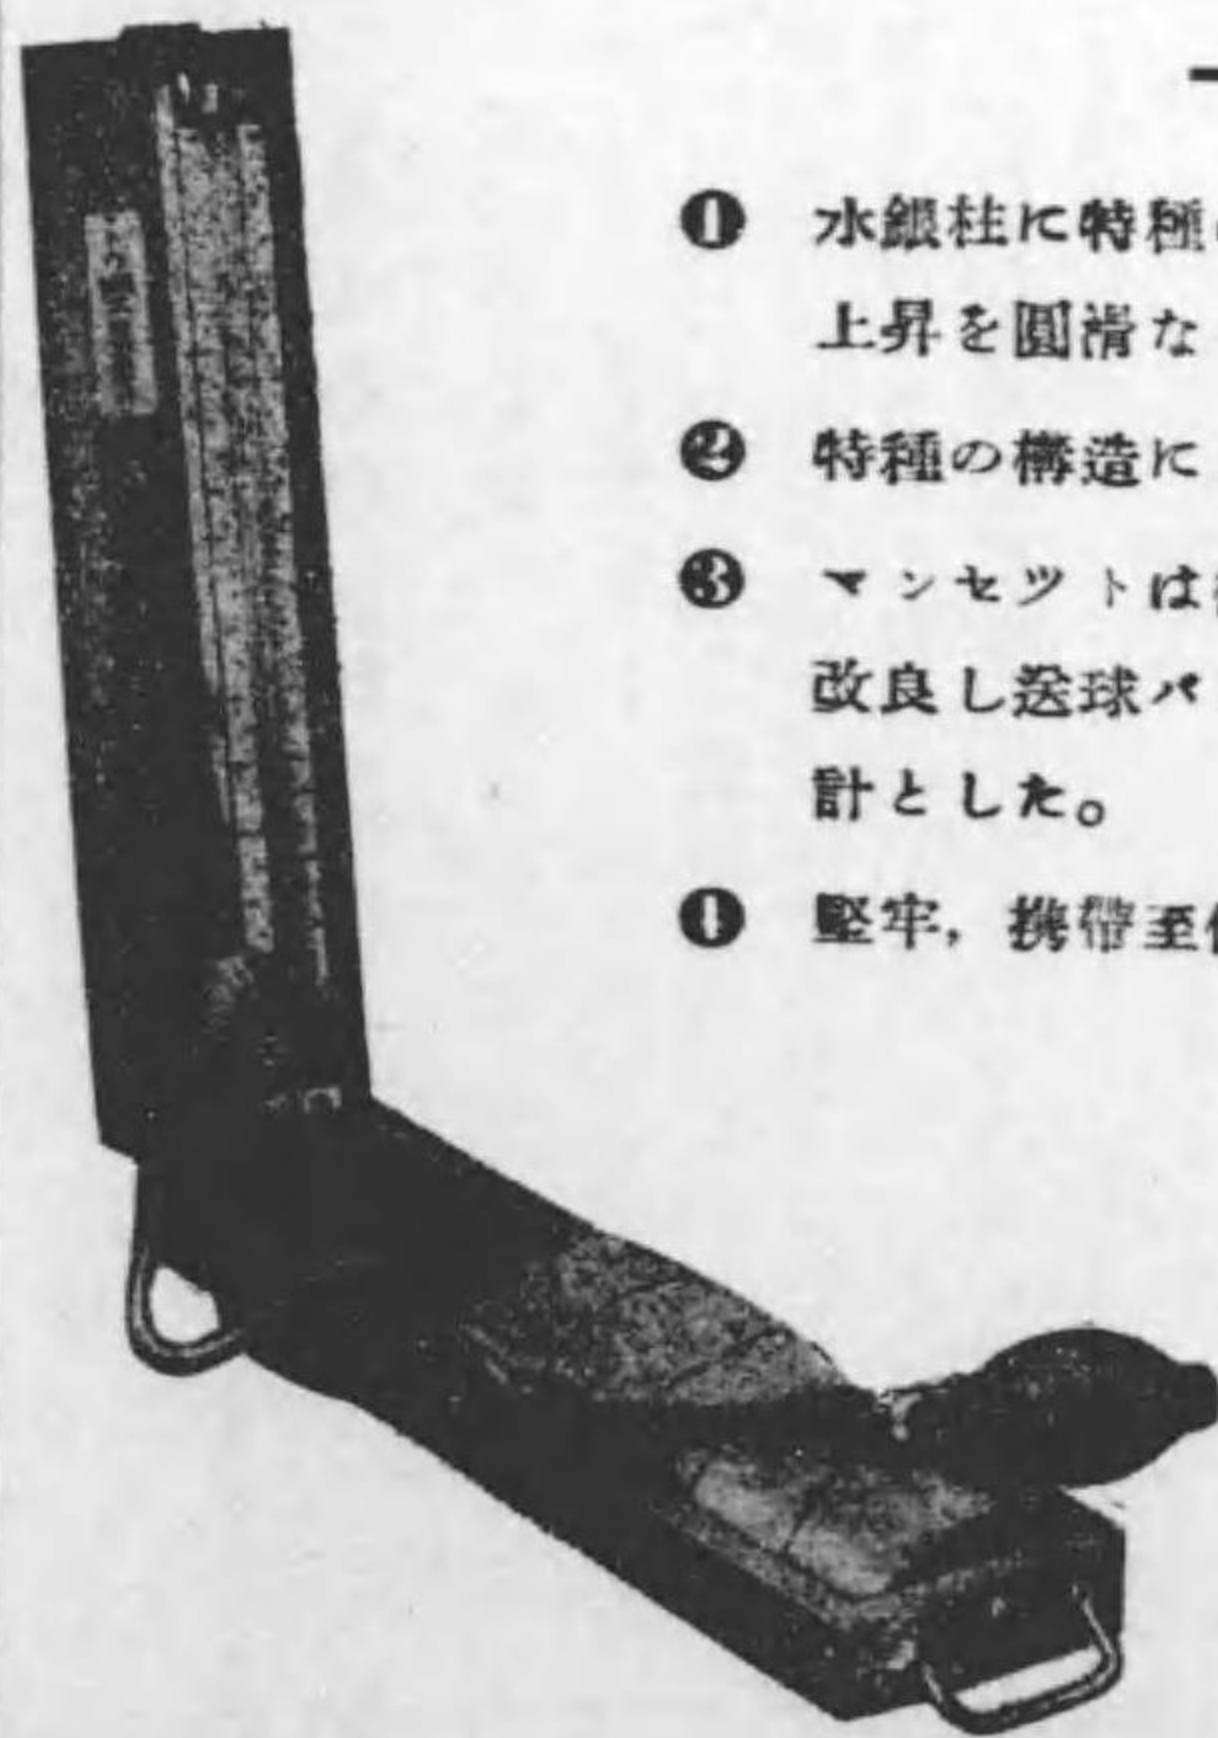 ❶ 水銀柱に特種
上昇を圓滑な
❷ 特種の構造に
❸ マンセツトは
改良し送球バ
計とした。
❹ 堅牢，携帶至